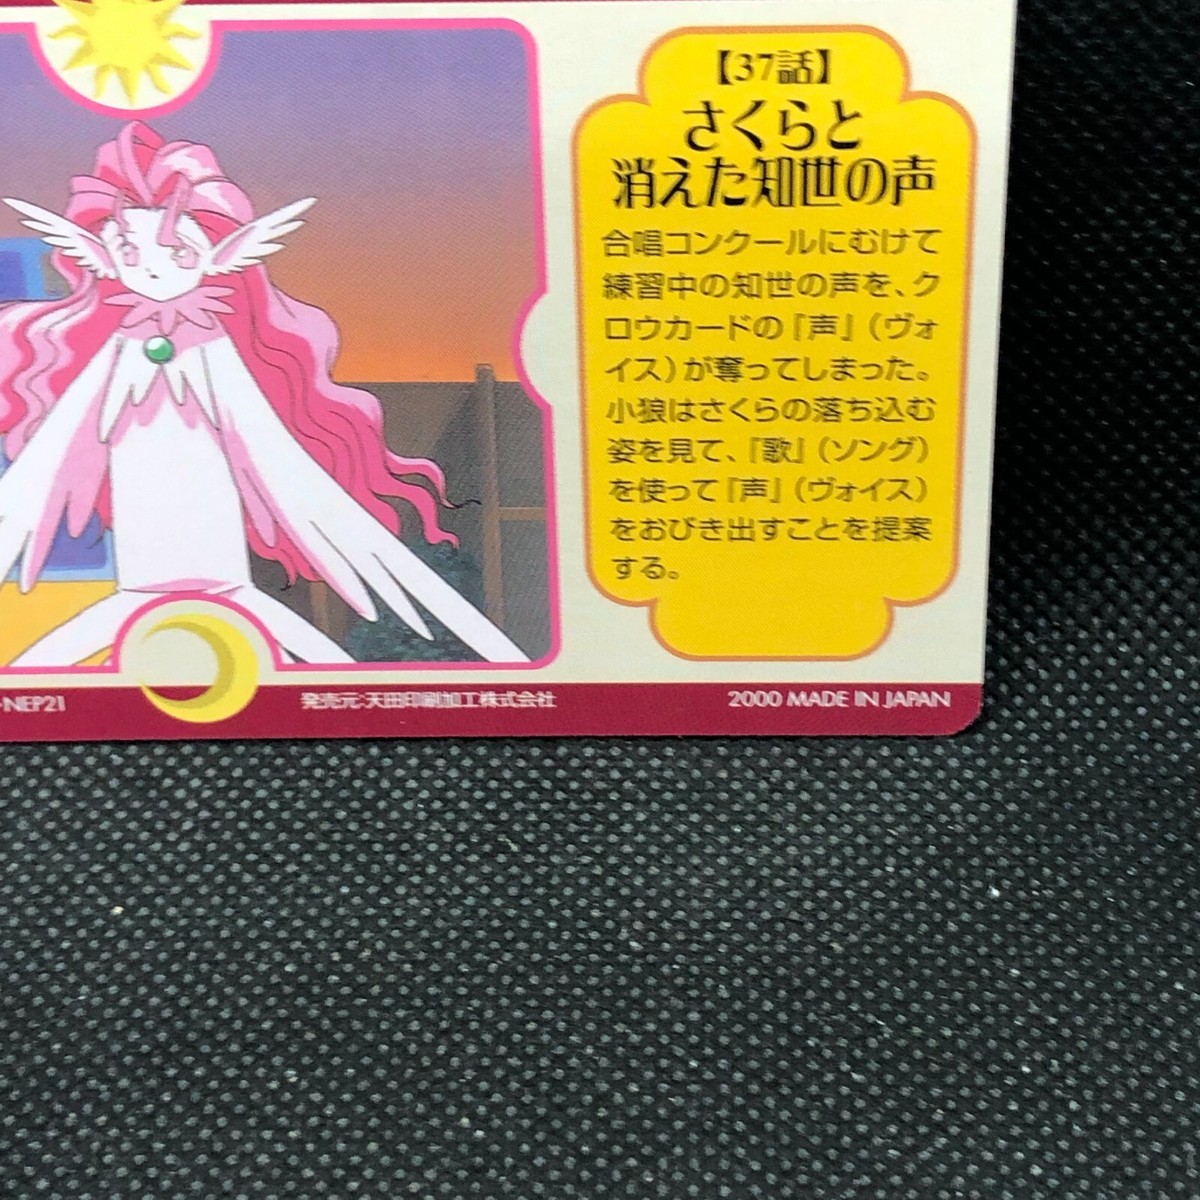 【37話】
さくらと
消えた知世の声
合唱コンクールにむけて
練習中の知世の声を、ク
ロウカードの『声』(ヴォ
イス)が奪ってしまった。
小狼はさくらの落ち込む
姿を見て、『歌』(ソング)
を使って『声』(ヴォイス)
をおびき出すことを提案
する。
-NEP21
発売元:天田印刷加工株式会社
2000 MADE IN JAPAN